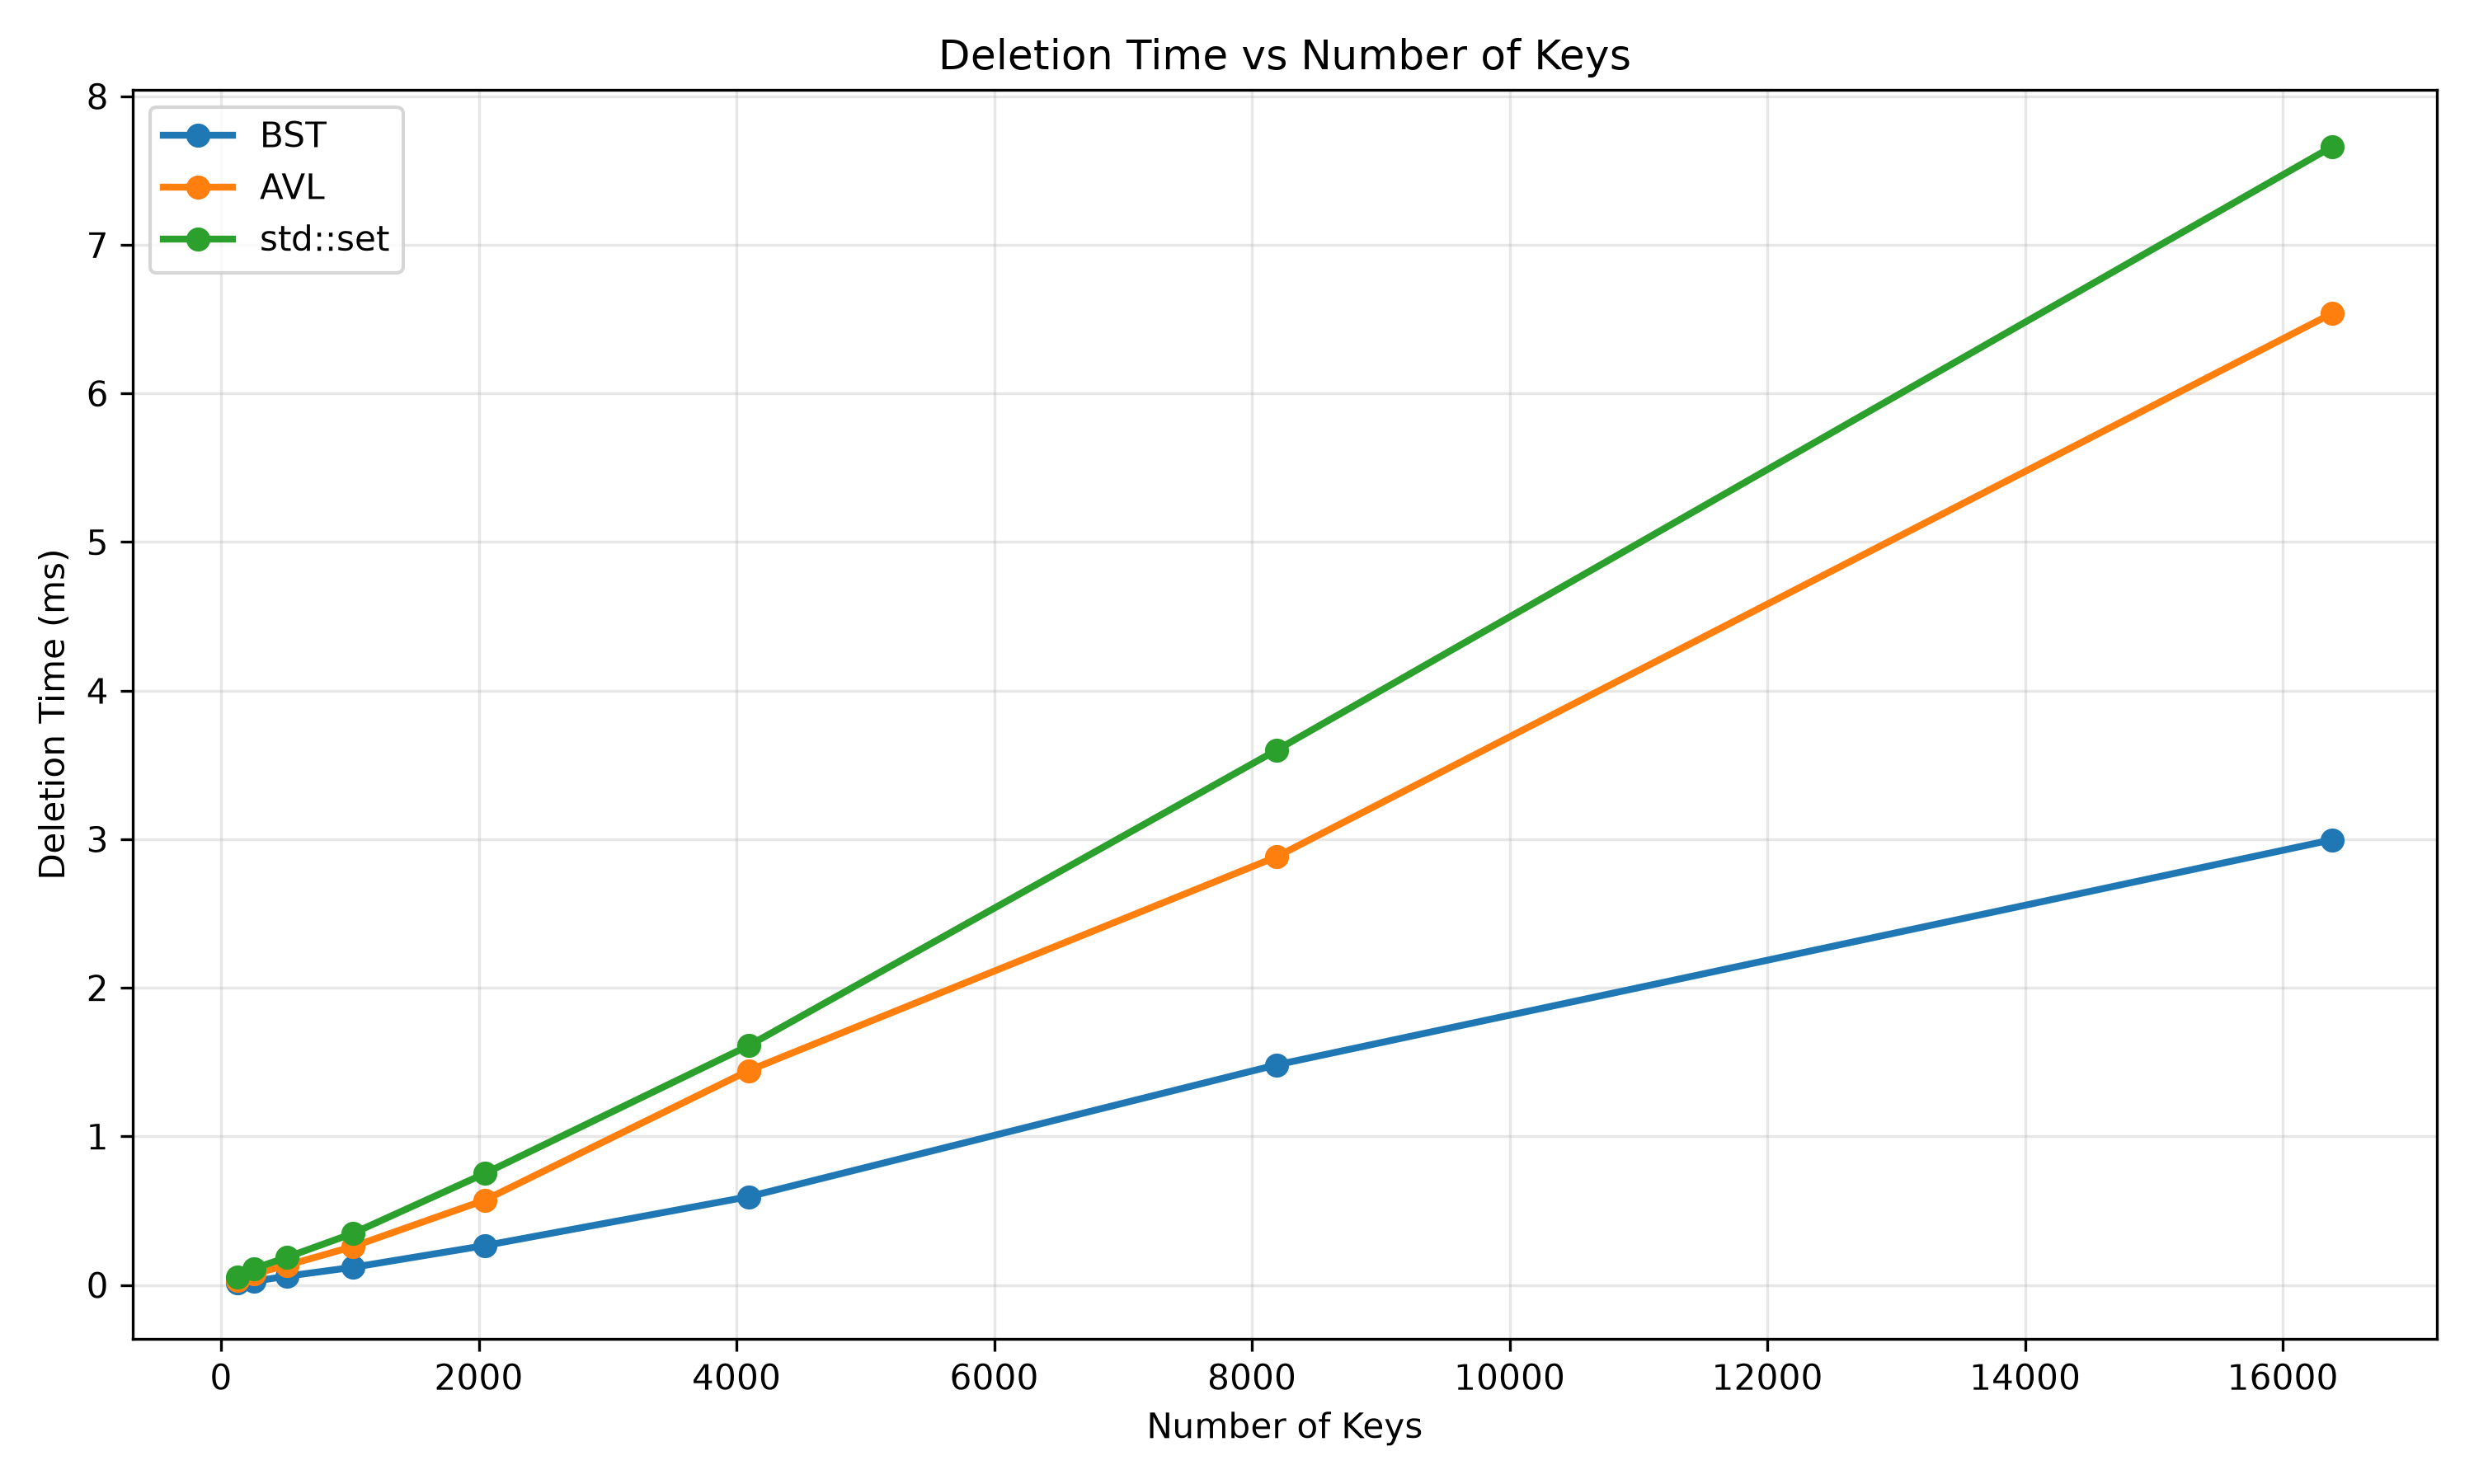 Deletion Time vs Number of Keys
BST
AVL
std::set
8
7
6
5
4
3
2
1
0
Deletion Time (ms)
0 2000 4000 6000 8000 10000 12000 14000 16000
Number of Keys